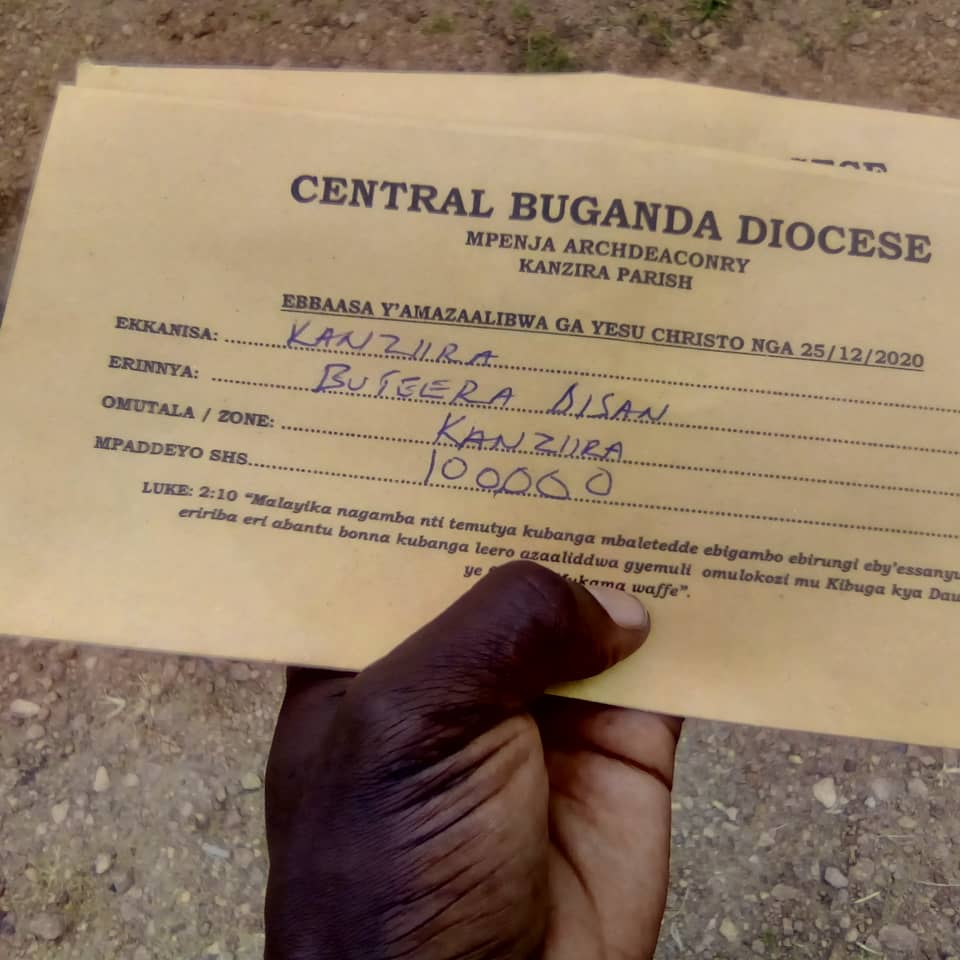 CENTRAL BUGANDA DIOCESE
MPENJA ARCHDEACONRY
KANZIRA PARISH
EBBAASA Y'AMAZAALIBWA GA YESU CHRISTO NGA 25/12/2020
EKKANISA: KANZIIRA
ERINNYA: BUTEERA DISAN
OMUTALA / ZONE: KANZIIRA
MPADDEYO SHS. 100000
LUKE: 2:10 "Malayika nagamba nti temutya kubanga mbaletedde ebigambo ebirungi eby'essanyu
eririba eri abantu bonna kubanga leero azaaliddwa gyemuli omulokozi mu Kibuga kya Dau
ye waffe".